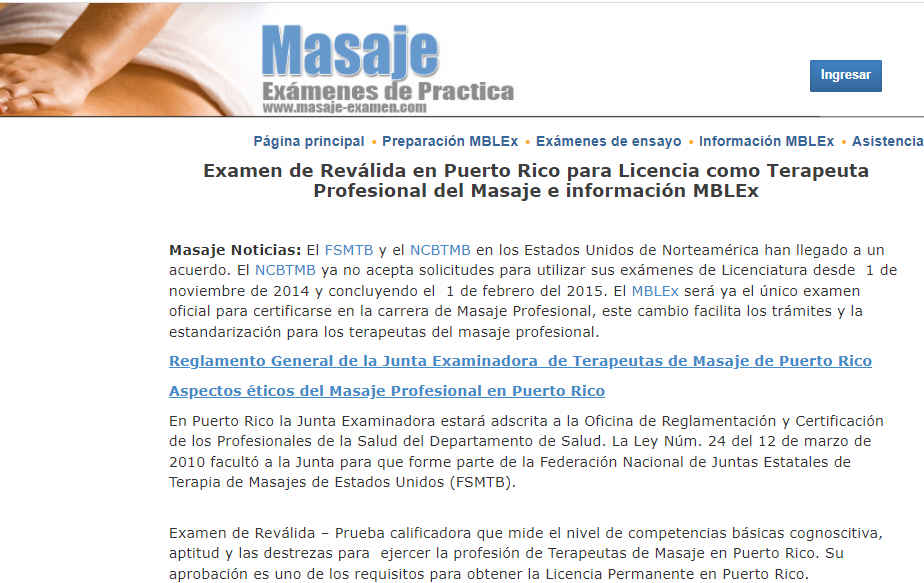 Masaje
Exámenes de Practica
www.masaje-examen.com
Ingresar
Página principal • Preparación MBLEx • Exámenes de ensayo • Información MBLEx • Asistencia
Examen de Reválida en Puerto Rico para Licencia como Terapeuta
Profesional del Masaje e información MBLEx
Masaje Noticias: El FSMTB y el NCBTMB en los Estados Unidos de Norteamérica han llegado a un
acuerdo. El NCBTMB ya no acepta solicitudes para utilizar sus exámenes de Licenciatura desde  1 de
noviembre de 2014 y concluyendo el  1 de febrero del 2015. El MBLEx será ya el único examen
oficial para certificarse en la carrera de Masaje Profesional, este cambio facilita los trámites y la
estandarización para los terapeutas del masaje profesional.
Reglamento General de la Junta Examinadora  de Terapeutas de Masaje de Puerto Rico
Aspectos éticos del Masaje Profesional en Puerto Rico
En Puerto Rico la Junta Examinadora estará adscrita a la Oficina de Reglamentación y Certificación
de los Profesionales de la Salud del Departamento de Salud. La Ley Núm. 24 del 12 de marzo de
2010 facultó a la Junta para que forme parte de la Federación Nacional de Juntas Estatales de
Terapia de Masajes de Estados Unidos (FSMTB).
Examen de Reválida – Prueba calificadora que mide el nivel de competencias básicas cognoscitiva,
aptitud y las destrezas para  ejercer la profesión de Terapeutas de Masaje en Puerto Rico. Su
aprobación es uno de los requisitos para obtener la Licencia Permanente en Puerto Rico.